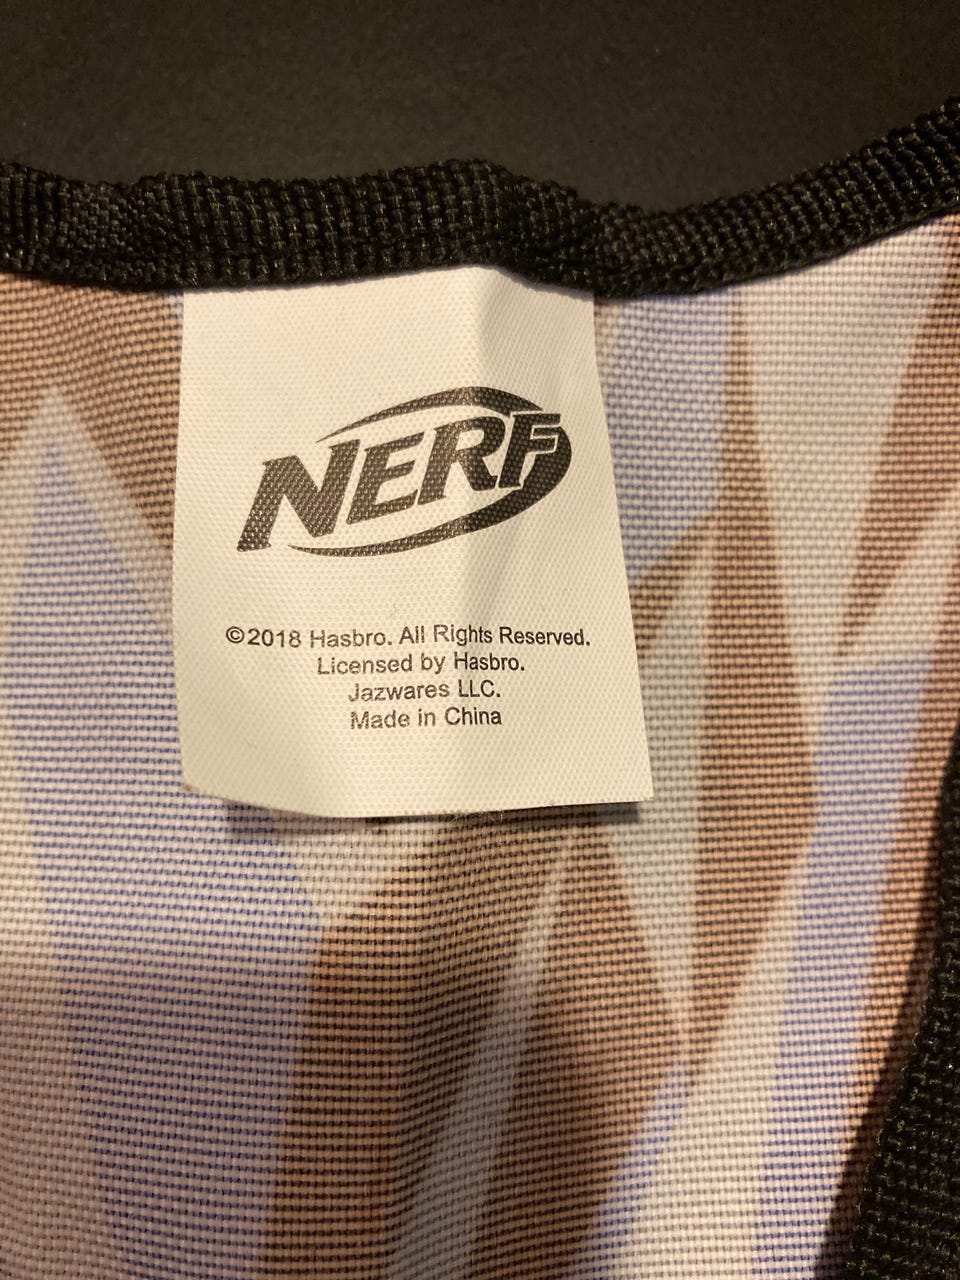 NERF
©2018 Hasbro. All Rights Reserved.
Licensed by Hasbro.
Jazwares LLC.
Made in China